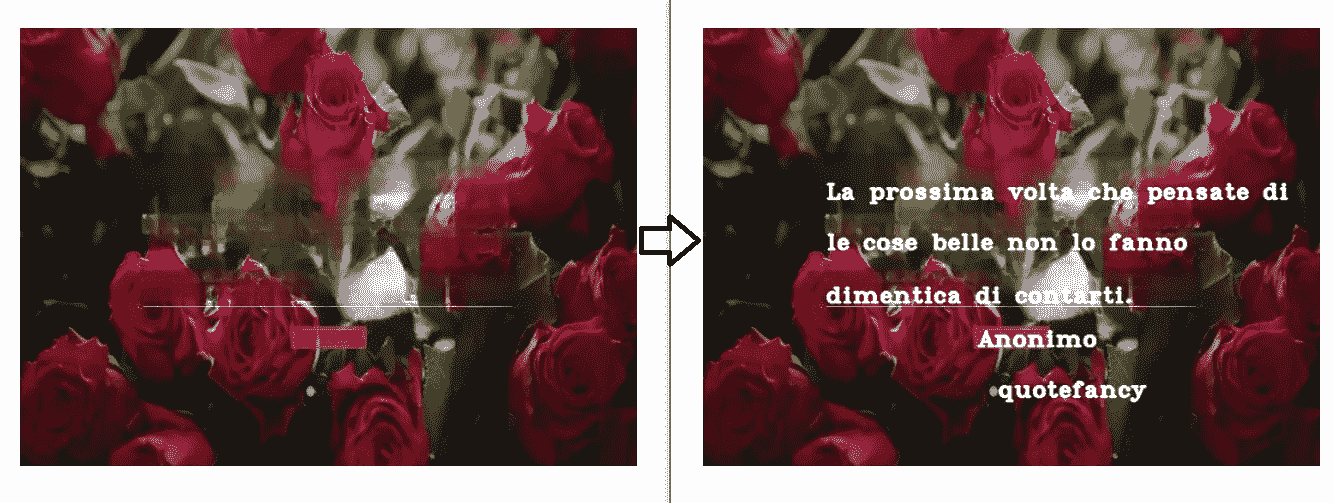 La prossima volta che pensate di
le cose belle non lo fanno
dimentica di contarti.
Anonimo
quotefancy